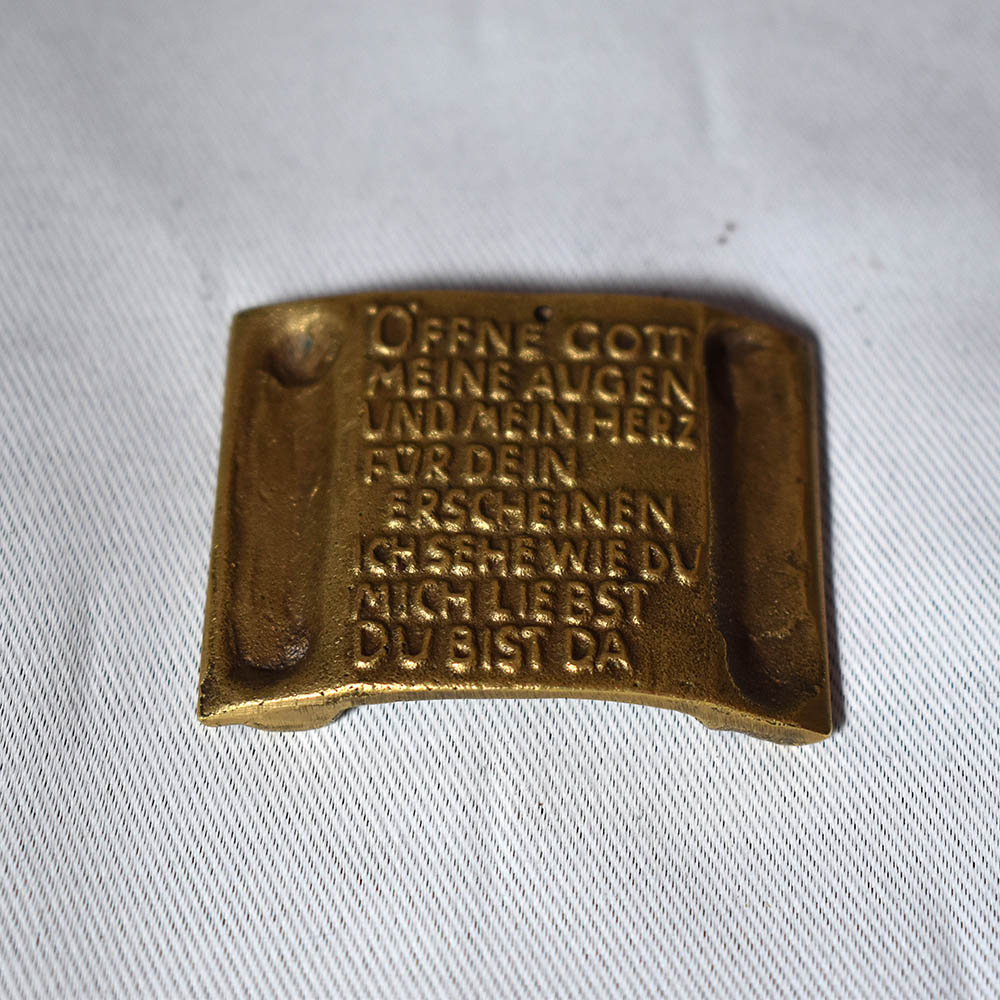 ÖFFNE GOTT
MEINE AUGEN
UND MEIN HERZ
FÜR DEIN
ERSCHEINEN
ICH SEHE WIE DU
MICH LIEBST
DU BIST DA